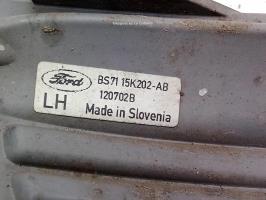 Ford
BS71 15K202-AB
120702B
LH
Made in Slovenia